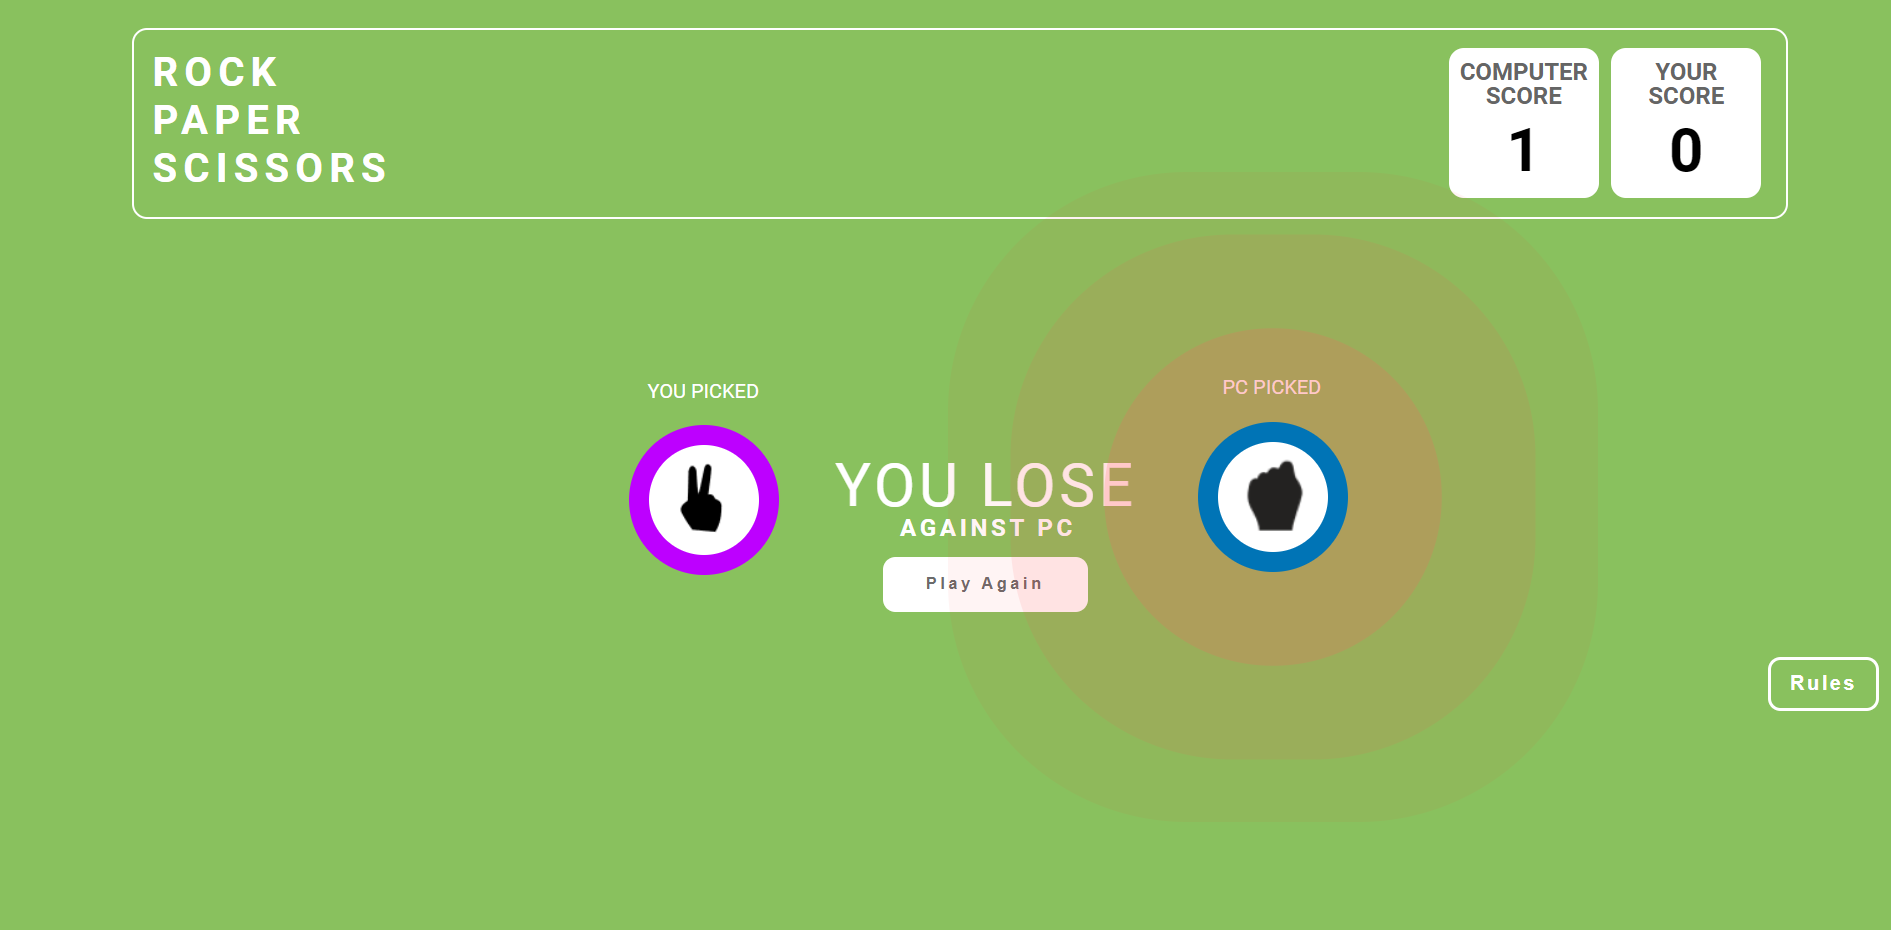 ROCK
PAPER
SCISSORS
COMPUTER
SCORE
1
YOUR
SCORE
0
YOU PICKED
PC PICKED
YOU LOSE
AGAINST PC
Play Again
Rules